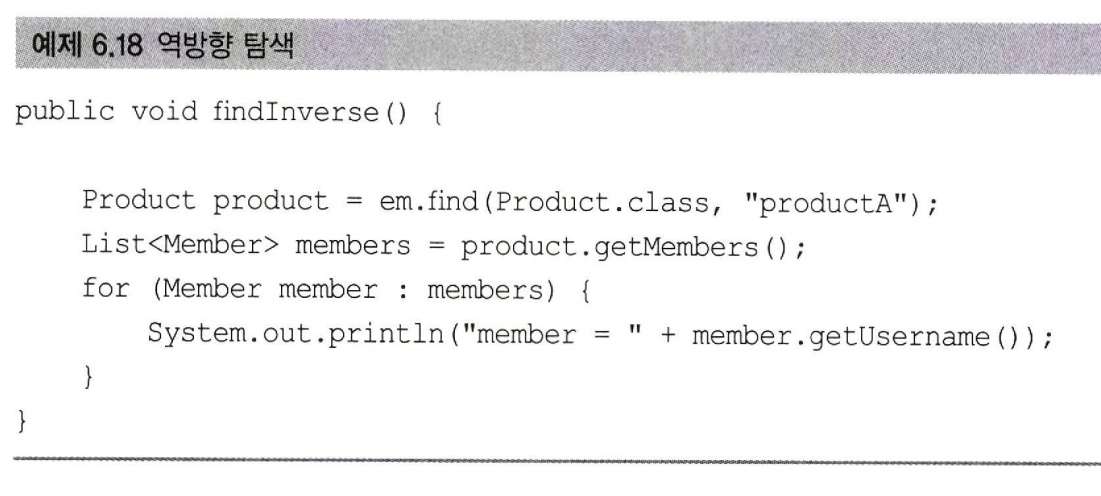 예제 6.18 역방향 탐색
public void findInverse() {
Product product = em.find(Product.class, "productA");
List<Member> members = product.getMembers();
for (Member member : members) {
System.out.println("member = " + member.getUsername());
}
}